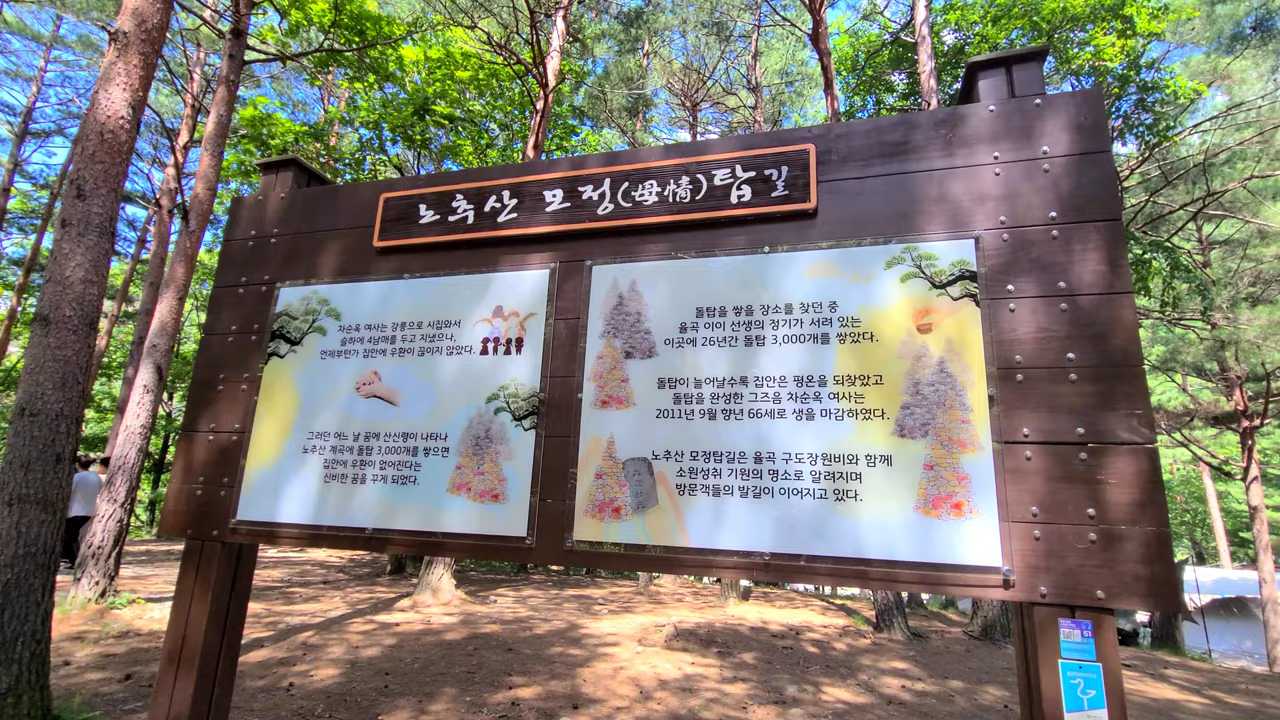 노추산 모정(母情)탑길
차순옥 여사는 강릉으로 시집와서
슬하에 4남매를 두고 지냈으나,
언제부턴가 집안에 우환이 끊이지 않았다.
그러던 어느 날 꿈에 산신령이 나타나
노추산 계곡에 돌탑 3,000개를 쌓으면
집안에 우환이 없어진다는
신비한 꿈을 꾸게 되었다.
돌탑을 쌓을 장소를 찾던 중
율곡 이이 선생의 정기가 서려 있는
이곳에 26년간 돌탑 3,000개를 쌓았다.
돌탑이 늘어날수록 집안은 평온을 되찾았고
돌탑을 완성한 그즈음 차순옥 여사는
2011년 9월 향년 66세로 생을 마감하였다.
노추산 모정탑길은 율곡 구도장원비와 함께
소원성취 기원의 명소로 알려지며
방문객들의 발길이 이어지고 있다.
51